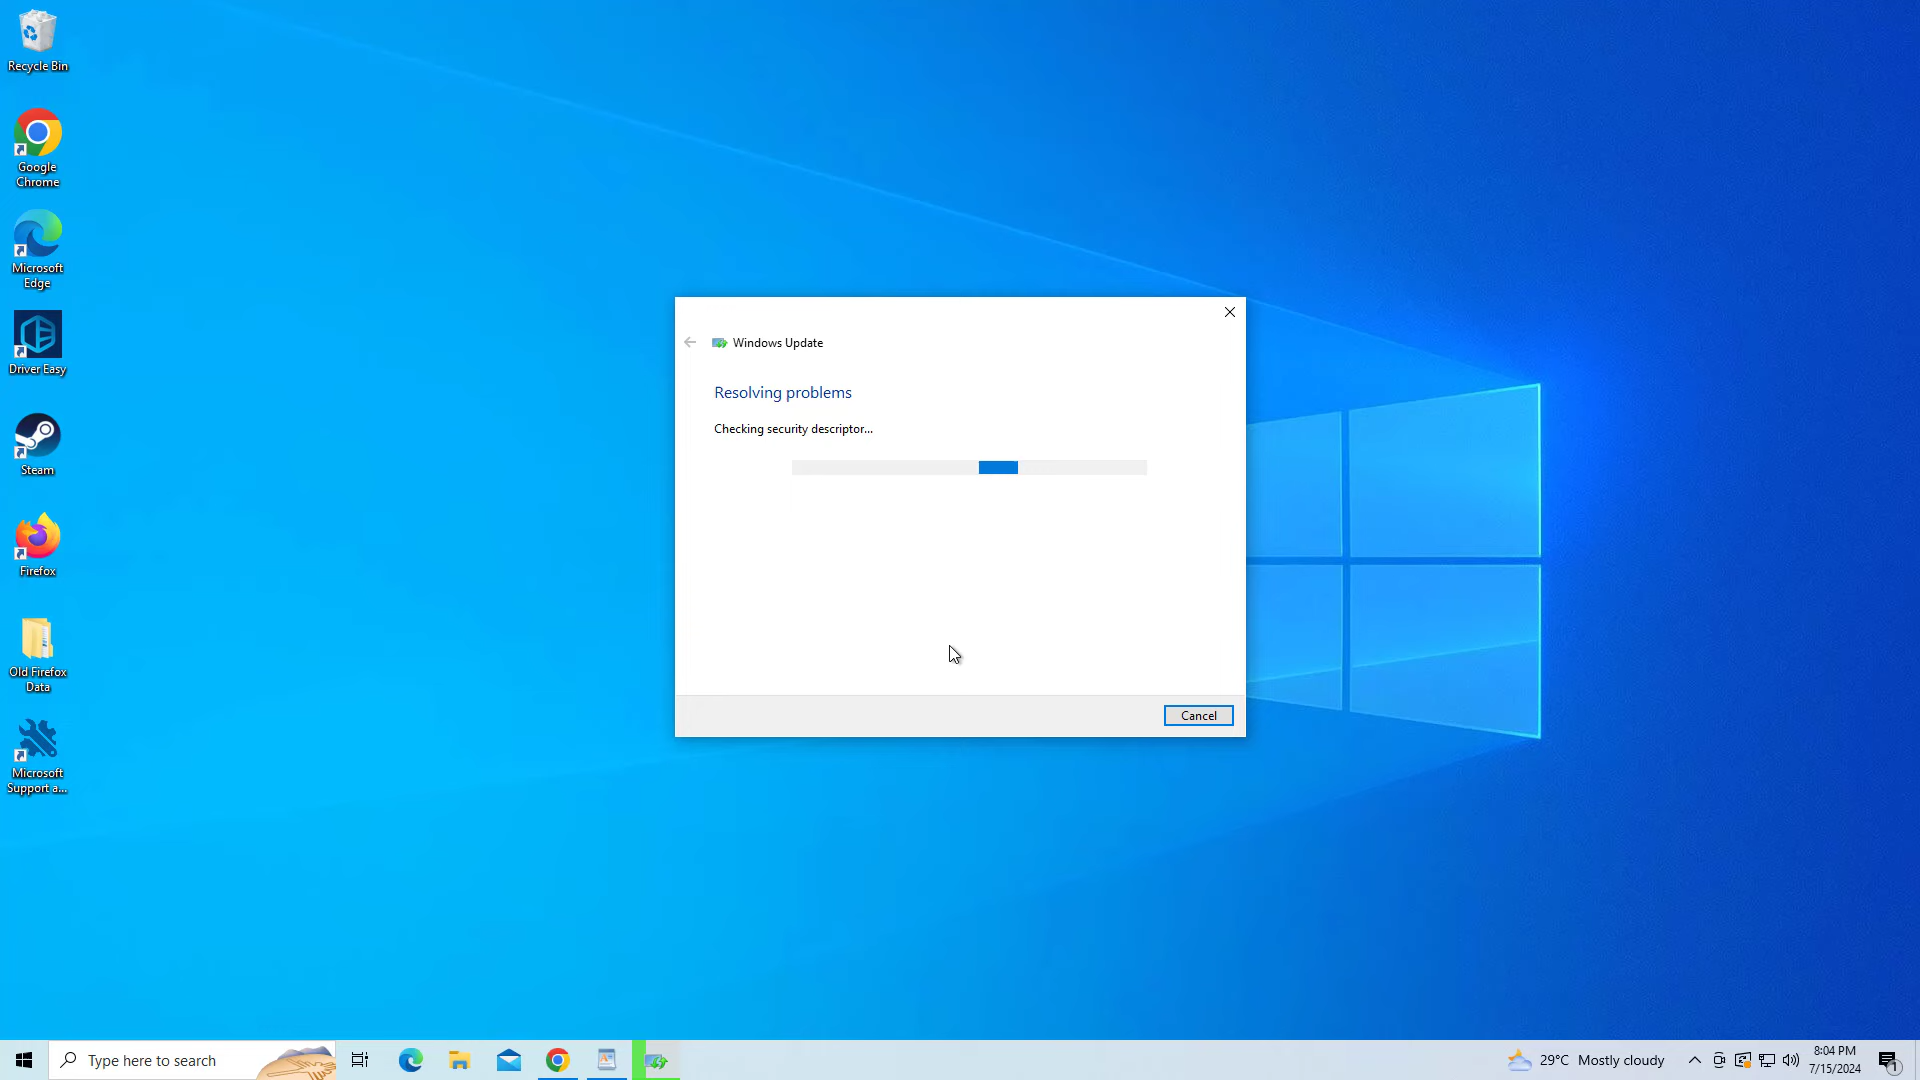 Recycle Bin
Google
Chrome
Microsoft
Edge
Driver Easy
Steam
Firefox
Old Firefox
Data
Microsoft
Support a...
Windows Update
Resolving problems
Checking security descriptor...
Cancel
Type here to search
29°C Mostly cloudy
8:04 PM
7/15/2024
1